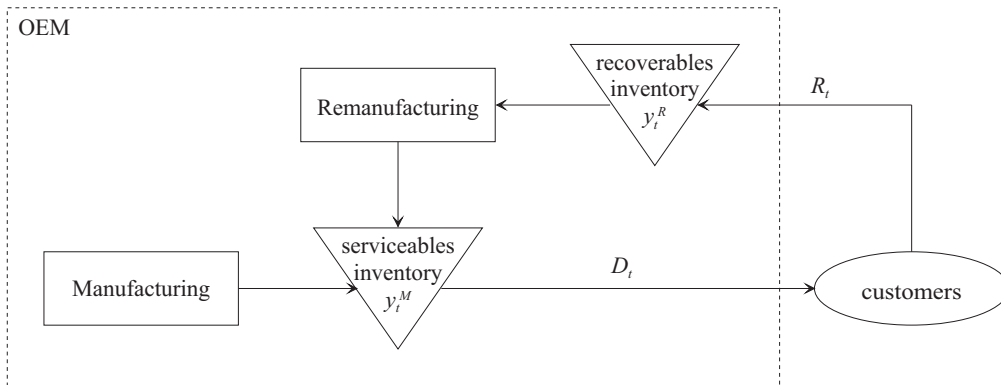 OEM
recoverables
inventory
y_t^R
R_t
Remanufacturing
serviceables
inventory
y_t^M
Manufacturing
D_t
customers